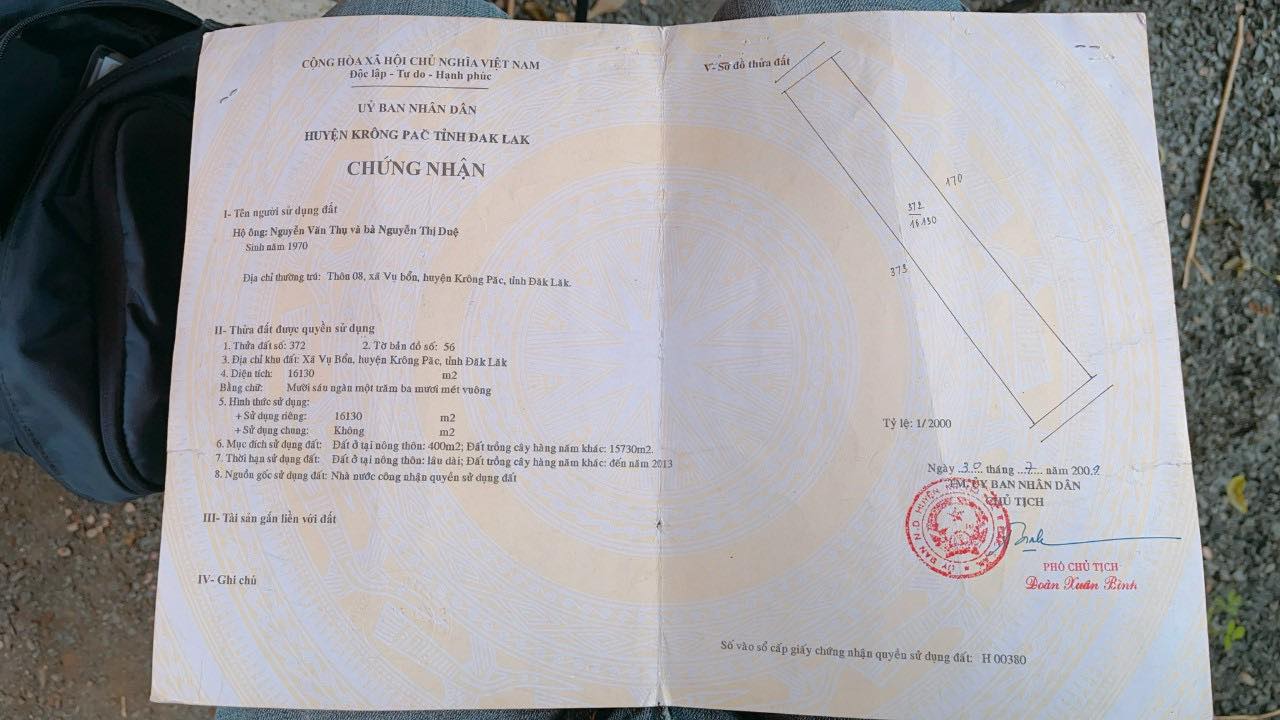 CỘNG HÒA XÃ HỘI CHỦ NGHĨA VIỆT NAM
Độc lập - Tự do - Hạnh phúc
UỶ BAN NHÂN DÂN
HUYỆN KRÔNG PAČ TỈNH ĐAK LAK
CHỨNG NHẬN
I- Tên người sử dụng đất
Hộ ông: Nguyễn Văn Thụ và bà Nguyễn Thị Duệ
Sinh năm 1970
Địa chỉ thường trú: Thôn 08, xã Vụ bổn, huyện Krông Păc, tỉnh Đăk Lăk.
II- Thửa đất được quyền sử dụng
1. Thửa đất số: 372 2. Tờ bản đồ số: 56
3. Địa chỉ khu đất: Xã Vụ Bổn, huyện Krông Păc, tỉnh Đăk Lăk
4. Diện tích: 16130 m2
Bằng chữ: Mười sáu ngàn một trăm ba mươi mét vuông
5. Hình thức sử dụng:
+ Sử dụng riêng: 16130 m2
+ Sử dụng chung: Không m2
6. Mục đích sử dụng đất: Đất ở tại nông thôn: 400m2; Đất trồng cây hàng năm khác: 15730m2.
7. Thời hạn sử dụng đất: Đất ở tại nông thôn: lâu dài; Đất trồng cây hàng năm khác: đến năm 2013
8. Nguồn gốc sử dụng đất: Nhà nước công nhận quyền sử dụng đất
III- Tài sản gắn liền với đất
IV- Ghi chú
V- Sơ đồ thửa đất
170
372
16130
373
Tỷ lệ: 1/2000
Ngày 30 tháng 7 năm 2009
TM. ỦY BAN NHÂN DÂN
CHỦ TỊCH
PHÓ CHỦ TỊCH
Đoàn Xuân Bình
Số vào sổ cấp giấy chứng nhận quyền sử dụng đất: H 00380